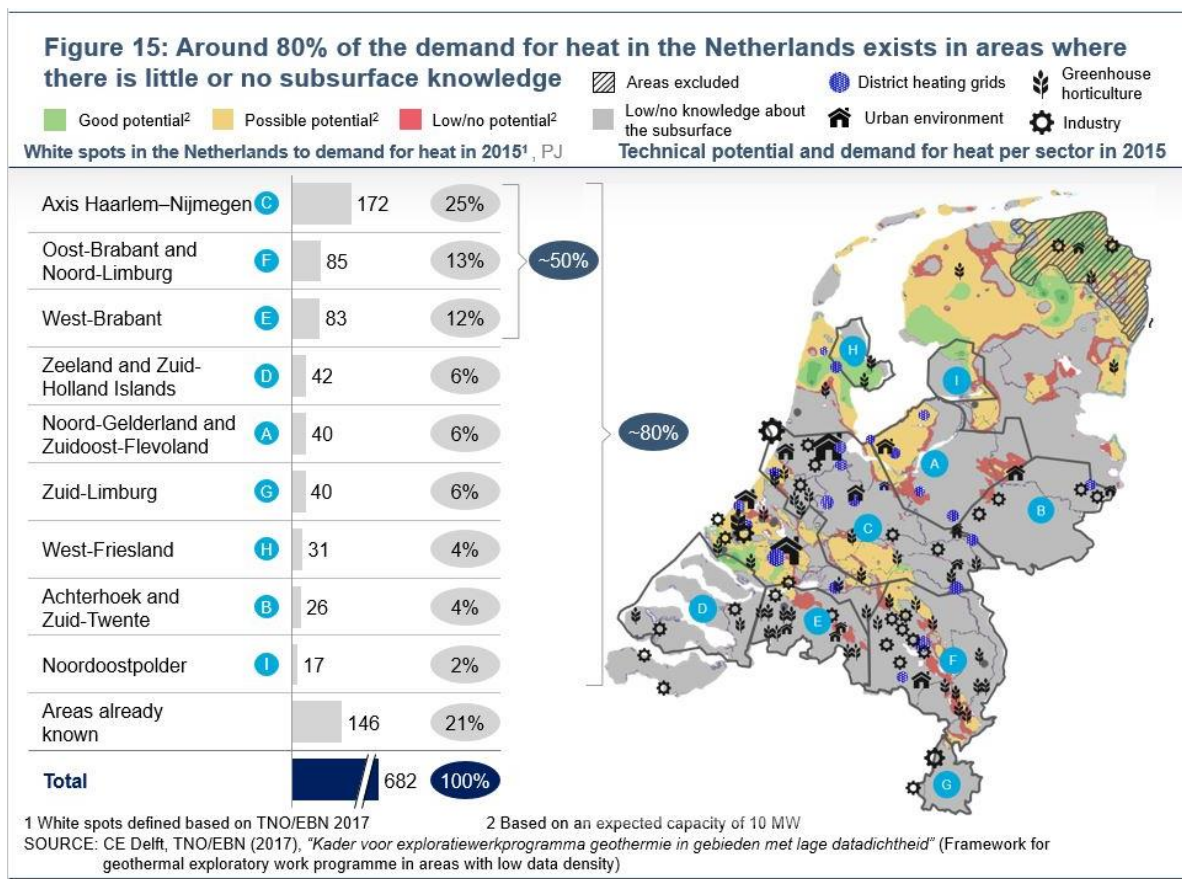 Figure 15: Around 80% of the demand for heat in the Netherlands exists in areas where
there is little or no subsurface knowledge
Areas excluded
District heating grids
Greenhouse
horticulture
Good potential2
Possible potential2
Low/no potential2
Low/no knowledge about
the subsurface
Urban environment
Industry
White spots in the Netherlands to demand for heat in 20151, PJ
Technical potential and demand for heat per sector in 2015
Axis Haarlem–Nijmegen C 172 25%
Oost-Brabant and
Noord-Limburg F 85 13%
~50%
West-Brabant E 83 12%
Zeeland and Zuid-
Holland Islands D 42 6%
Noord-Gelderland and
Zuidoost-Flevoland A 40 6%
~80%
Zuid-Limburg G 40 6%
West-Friesland H 31 4%
Achterhoek and
Zuid-Twente B 26 4%
Noordoostpolder I 17 2%
Areas already
known 146 21%
Total 682 100%
H
I
A
B
C
D
E
F
G
1 White spots defined based on TNO/EBN 2017
2 Based on an expected capacity of 10 MW
SOURCE: CE Delft, TNO/EBN (2017), “Kader voor exploratiewerkprogramma geothermie in gebieden met lage datadichtheid” (Framework for
geothermal exploratory work programme in areas with low data density)